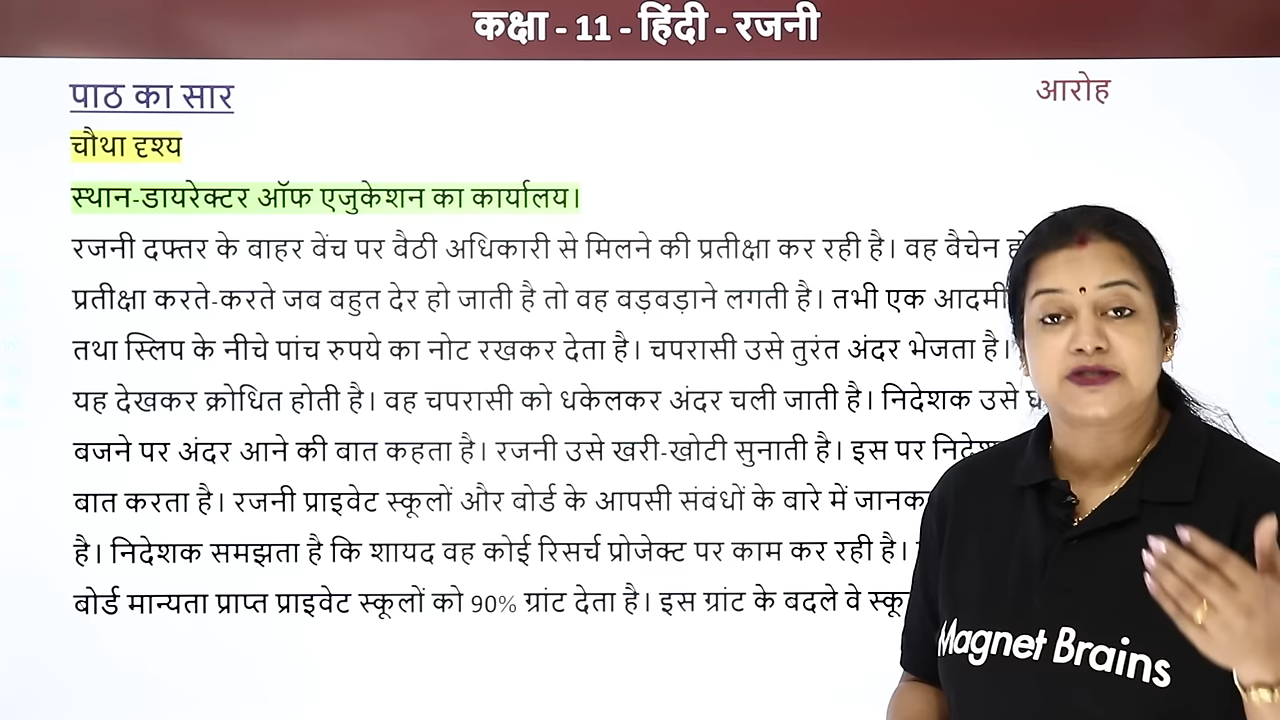 कक्षा - 11 - हिंदी - रजनी
पाठ का सार
आरोह
चौथा दृश्य
स्थान-डायरेक्टर ऑफ एजुकेशन का कार्यालय।
रजनी दफ्तर के बाहर बेंच पर बैठी अधिकारी से मिलने की प्रतीक्षा कर रही है। वह बैचेन
प्रतीक्षा करते-करते जब बहुत देर हो जाती है तो वह बड़बड़ाने लगती है। तभी एक आदमी
तथा स्लिप के नीचे पांच रुपये का नोट रखकर देता है। चपरासी उसे तुरंत अंदर भेजता है।
यह देखकर क्रोधित होती है। वह चपरासी को धकेलकर अंदर चली जाती है। निदेशक उसे
बजने पर अंदर आने की बात कहता है। रजनी उसे खरी-खोटी सुनाती है। इस पर
बात करता है। रजनी प्राइवेट स्कूलों और बोर्ड के आपसी संबंधों के बारे में
है। निदेशक समझता है कि शायद वह कोई रिसर्च प्रोजेक्ट पर काम कर रही है।
बोर्ड मान्यता प्राप्त प्राइवेट स्कूलों को 90% ग्रांट देता है। इस ग्रांट के बदले वे
Magnet Brains